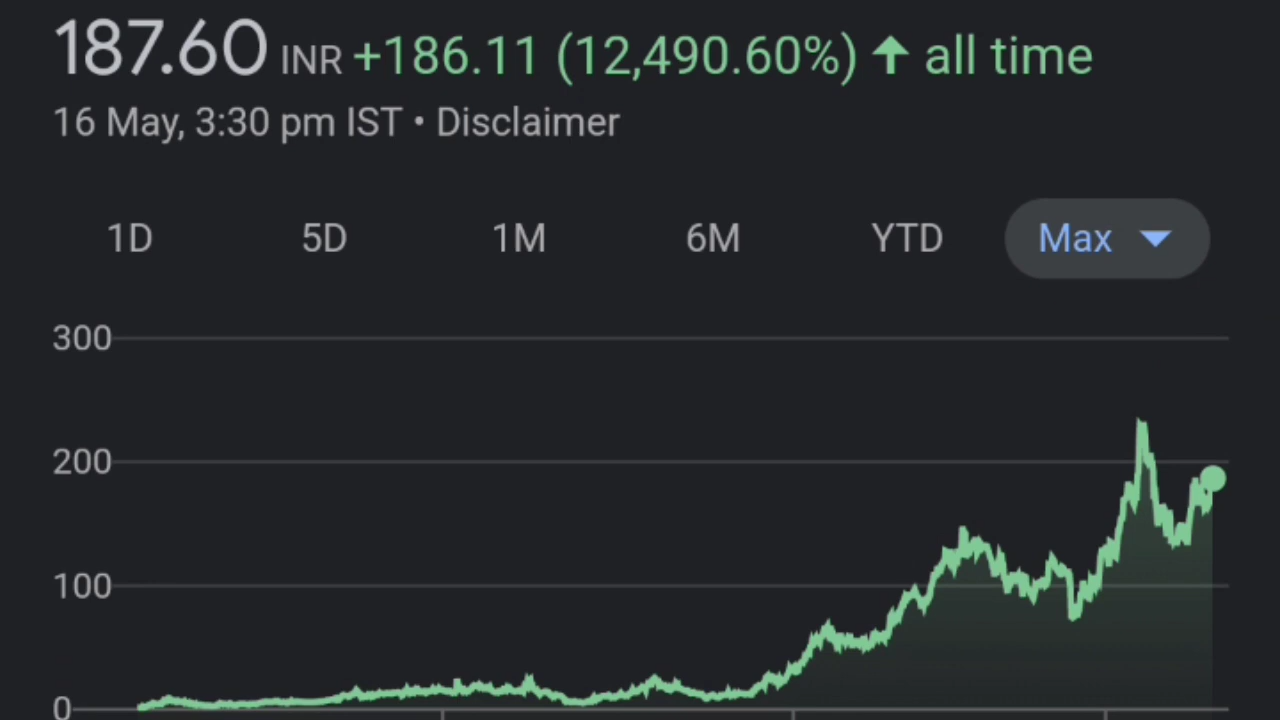 187.60 INR +186.11 (12,490.60%) ↑ all time
16 May, 3:30 pm IST • Disclaimer
1D 5D 1M 6M YTD Max
300
200
100
0